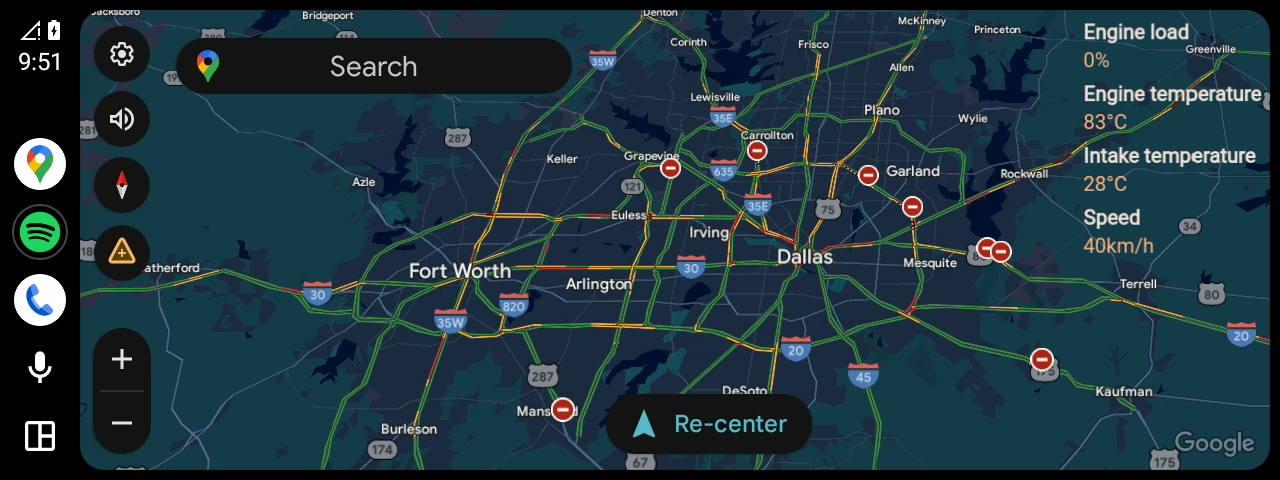 9:51
Search
Jacksboro
Bridgeport
Denton
McKinney
Princeton
Corinth
Frisco
Greenville
35W
Allen
Lewisville
Plano
35E
Wylie
281
287
Carrollton
Keller
Grapevine
635
Garland
Rockwall
Azle
121
35E
75
Euless
34
Irving
Dallas
atherford
Fort Worth
30
Mesquite
Arlington
Terrell
30
820
80
35W
20
20
287
45
175
DeSoto
Kaufman
Mans d
Burleson
174
67
175
Re-center
Google
Engine load
0%
Engine temperature
83°C
Intake temperature
28°C
Speed
40km/h